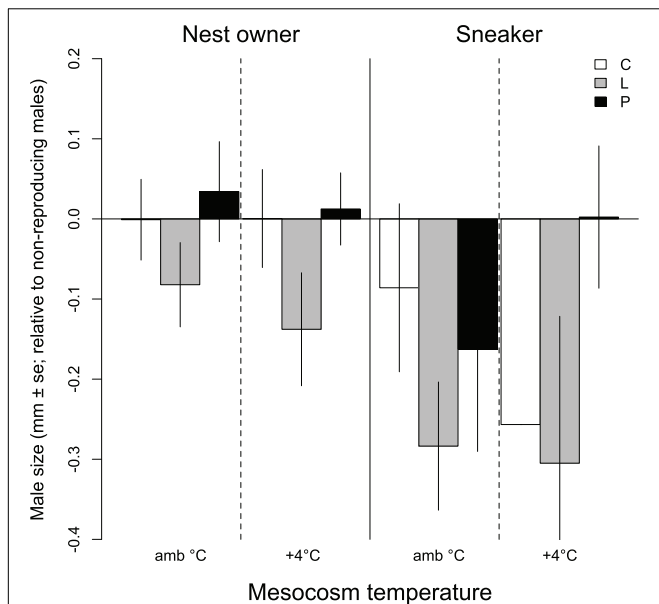 Nest owner
Sneaker
C
L
P
Male size (mm ± se; relative to non-reproducing males)
0.2
0.1
0.0
-0.1
-0.2
-0.3
-0.4
amb °C
+4°C
amb °C
+4°C
Mesocosm temperature